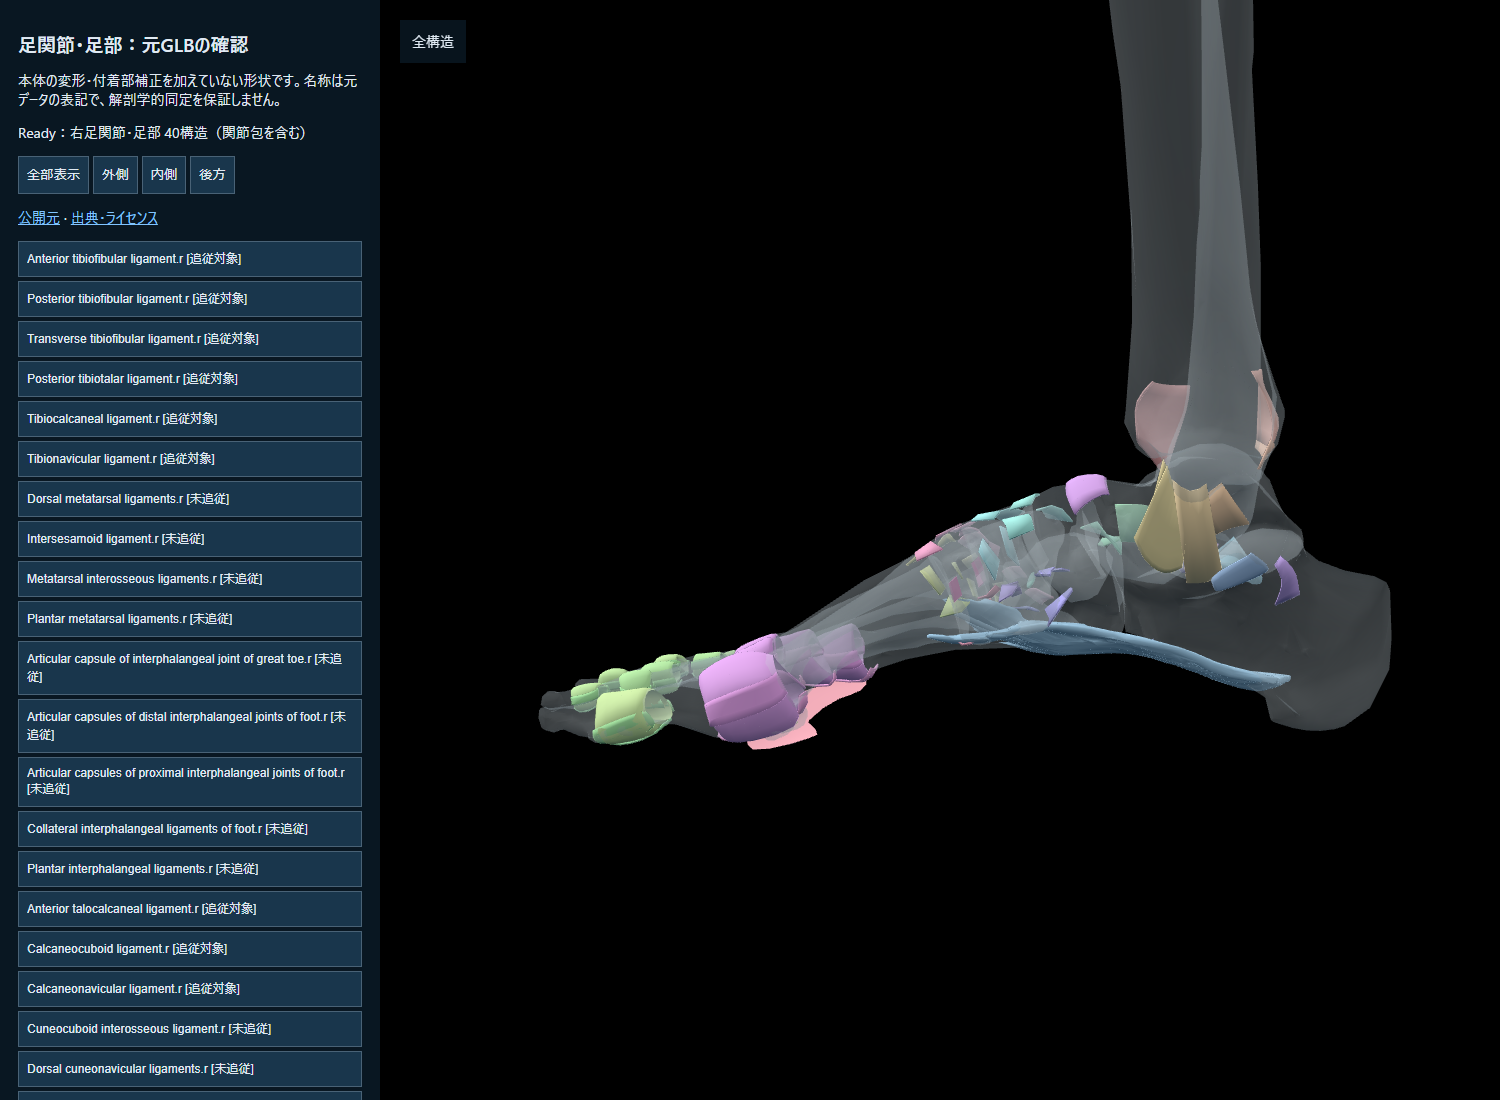 足関節・足部：元GLBの確認
本体の変形・付着部補正を加えていない形状です。名称は元
データの表記で、解剖学的同定を保証しません。
Ready：右足関節・足部 40構造（関節包を含む）
全部表示 外側 内側 後方
公開元 · 出典・ライセンス
全構造
Anterior tibiofibular ligament.r [追従対象]
Posterior tibiofibular ligament.r [追従対象]
Transverse tibiofibular ligament.r [追従対象]
Posterior tibiotalar ligament.r [追従対象]
Tibiocalcaneal ligament.r [追従対象]
Tibionavicular ligament.r [追従対象]
Dorsal metatarsal ligaments.r [未追従]
Intersesamoid ligament.r [未追従]
Metatarsal interosseous ligaments.r [未追従]
Plantar metatarsal ligaments.r [未追従]
Articular capsule of interphalangeal joint of great toe.r [未追
従]
Articular capsules of distal interphalangeal joints of foot.r [未
追従]
Articular capsules of proximal interphalangeal joints of foot.r
[未追従]
Collateral interphalangeal ligaments of foot.r [未追従]
Plantar interphalangeal ligaments.r [未追従]
Anterior talocalcaneal ligament.r [追従対象]
Calcaneocuboid ligament.r [追従対象]
Calcaneonavicular ligament.r [追従対象]
Cuneocuboid interosseous ligament.r [未追従]
Dorsal cuneonavicular ligaments.r [未追従]